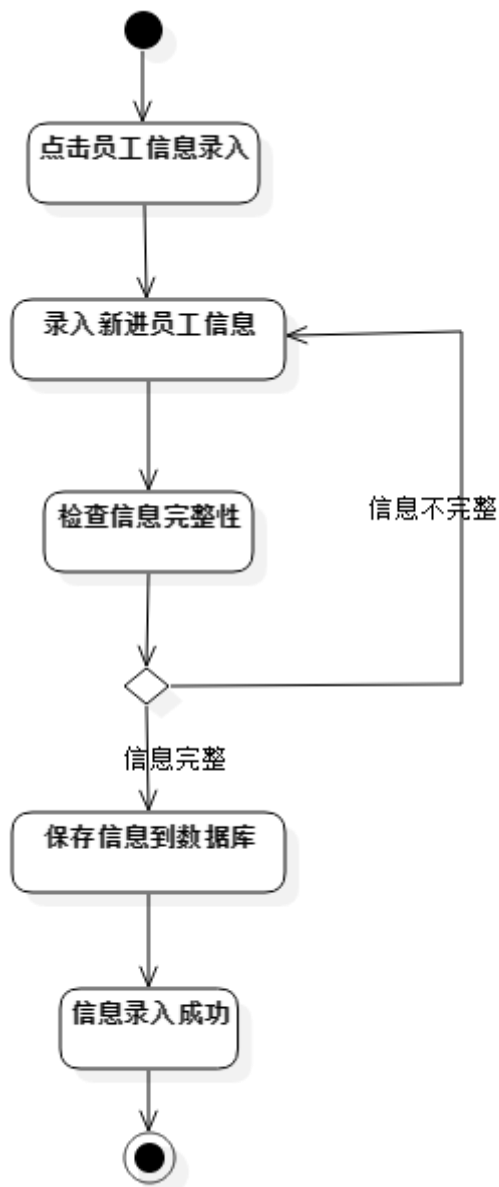 点击员工信息录入
录入新进员工信息
检查信息完整性
信息不完整
信息完整
保存信息到数据库
信息录入成功